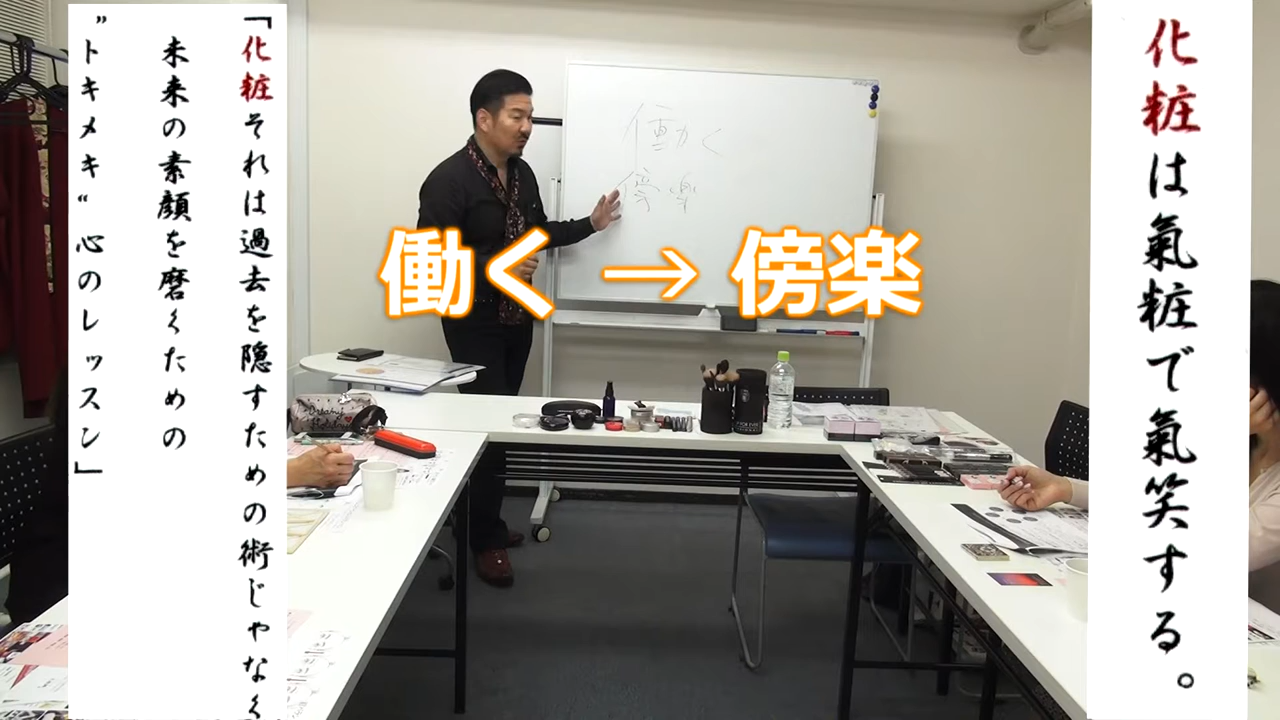 化粧は氣粧で氣笑する。
働く
傍楽
働く → 傍楽
「化粧それは過去を隠すための術じゃなく
未来の素顔を磨くための
”トキメキ“心のレッスン」